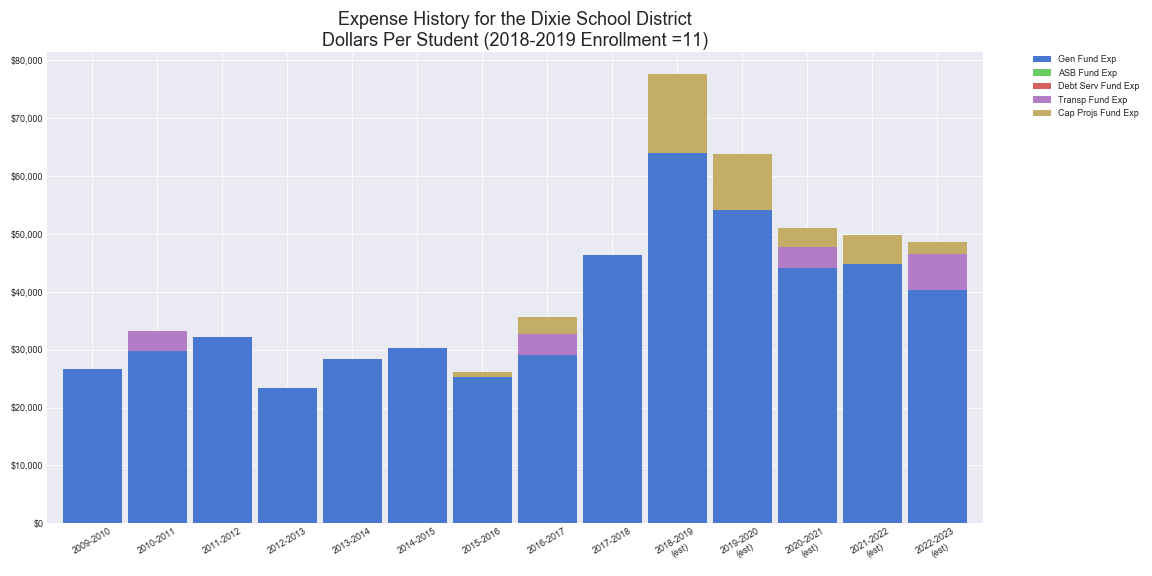 Expense History for the Dixie School District
Dollars Per Student (2018-2019 Enrollment =11)
$80,000
$70,000
$60,000
$50,000
$40,000
$30,000
$20,000
$10,000
$0
2009-2010
2010-2011
2011-2012
2012-2013
2013-2014
2014-2015
2015-2016
2016-2017
2017-2018
2018-2019
(est)
2019-2020
(est)
2020-2021
(est)
2021-2022
(est)
2022-2023
(est)
Gen Fund Exp
ASB Fund Exp
Debt Serv Fund Exp
Transp Fund Exp
Cap Projs Fund Exp